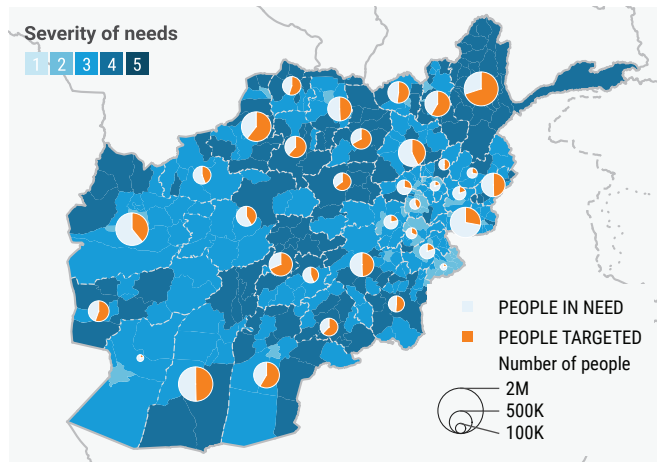 Severity of needs
1 2 3 4 5
PEOPLE IN NEED
PEOPLE TARGETED
Number of people
2M
500K
100K